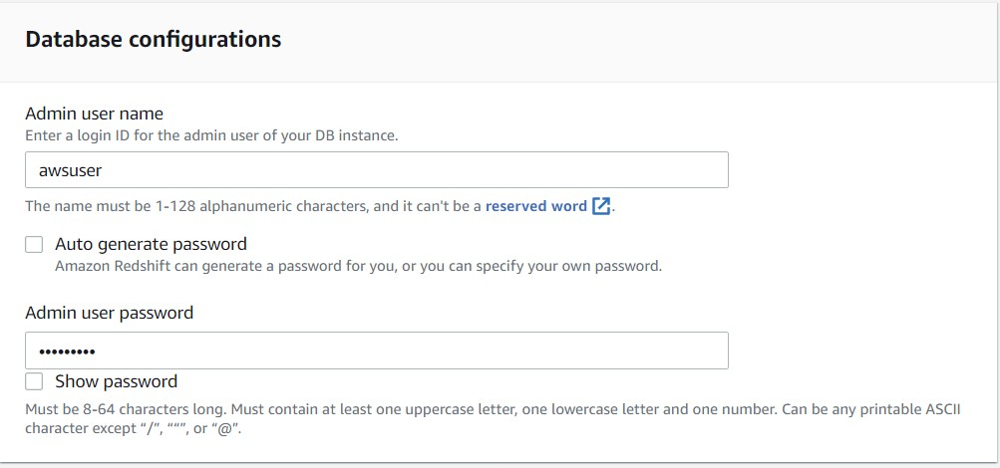 Database configurations
Admin user name
Enter a login ID for the admin user of your DB instance.
awsuser
The name must be 1-128 alphanumeric characters, and it can't be a reserved word.
Auto generate password
Amazon Redshift can generate a password for you, or you can specify your own password.
Admin user password
•••••••••
Show password
Must be 8-64 characters long. Must contain at least one uppercase letter, one lowercase letter and one number. Can be any printable ASCII
character except “/”, “““, or “@”.